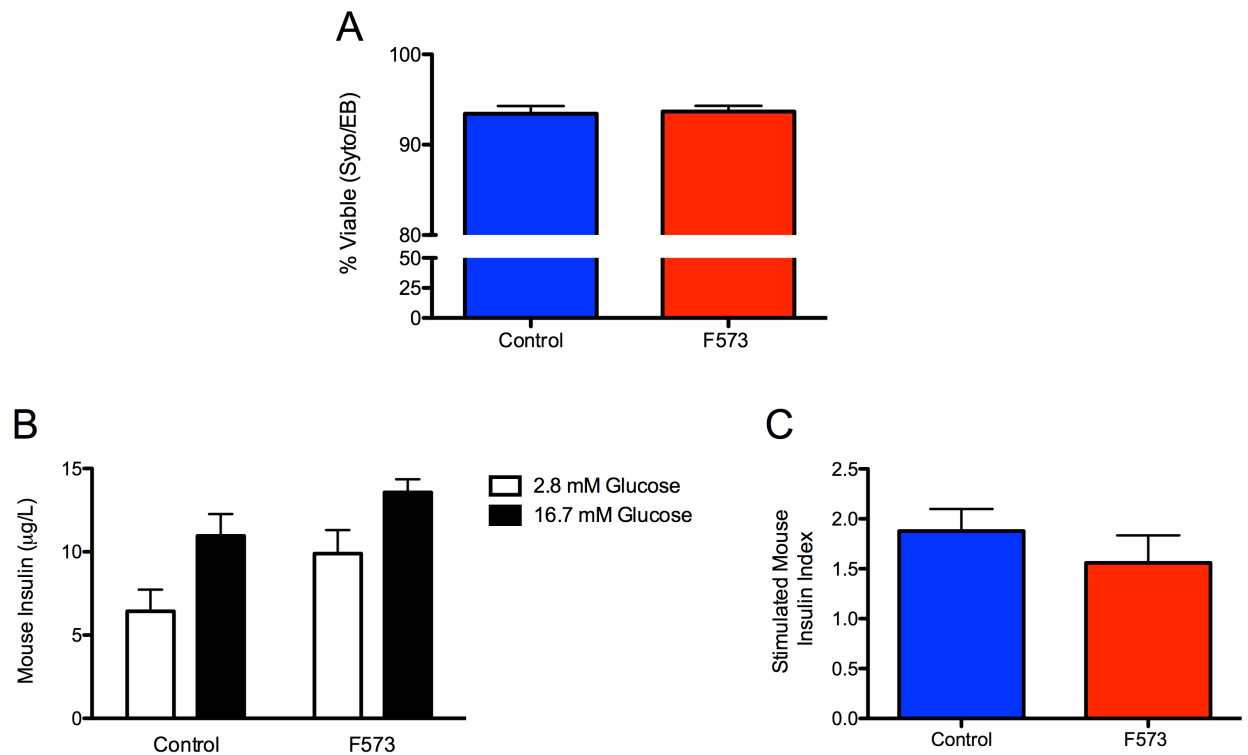 A
% Viable (Syto/EB)
100
90
80
50
25
0
Control
F573
B
Mouse Insulin (µg/L)
15
10
5
0
Control
F573
2.8 mM Glucose
16.7 mM Glucose
C
Stimulated Mouse
Insulin Index
2.5
2.0
1.5
1.0
0.5
0.0
Control
F573